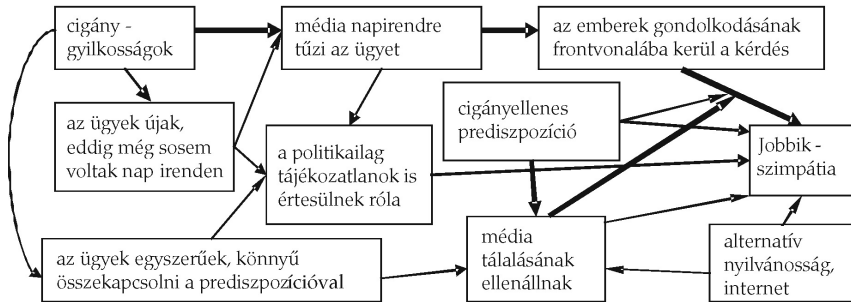 cigány -
gyilkosságok
média napirendre
tűzi az ügyet
az emberek gondolkodásának
frontvonalába kerül a kérdés
az ügyek újak,
eddig még sosem
voltak nap irenden
a politikailag
tájékozatlanok is
értesülnek róla
cigányellenes
prediszpozíció
Jobbik -
szimpátia
az ügyek egyszerűek, könnyű
összekapcsolni a prediszpozícióval
média
tálalásának
ellenállnak
alternatív
nyilvánosság,
internet